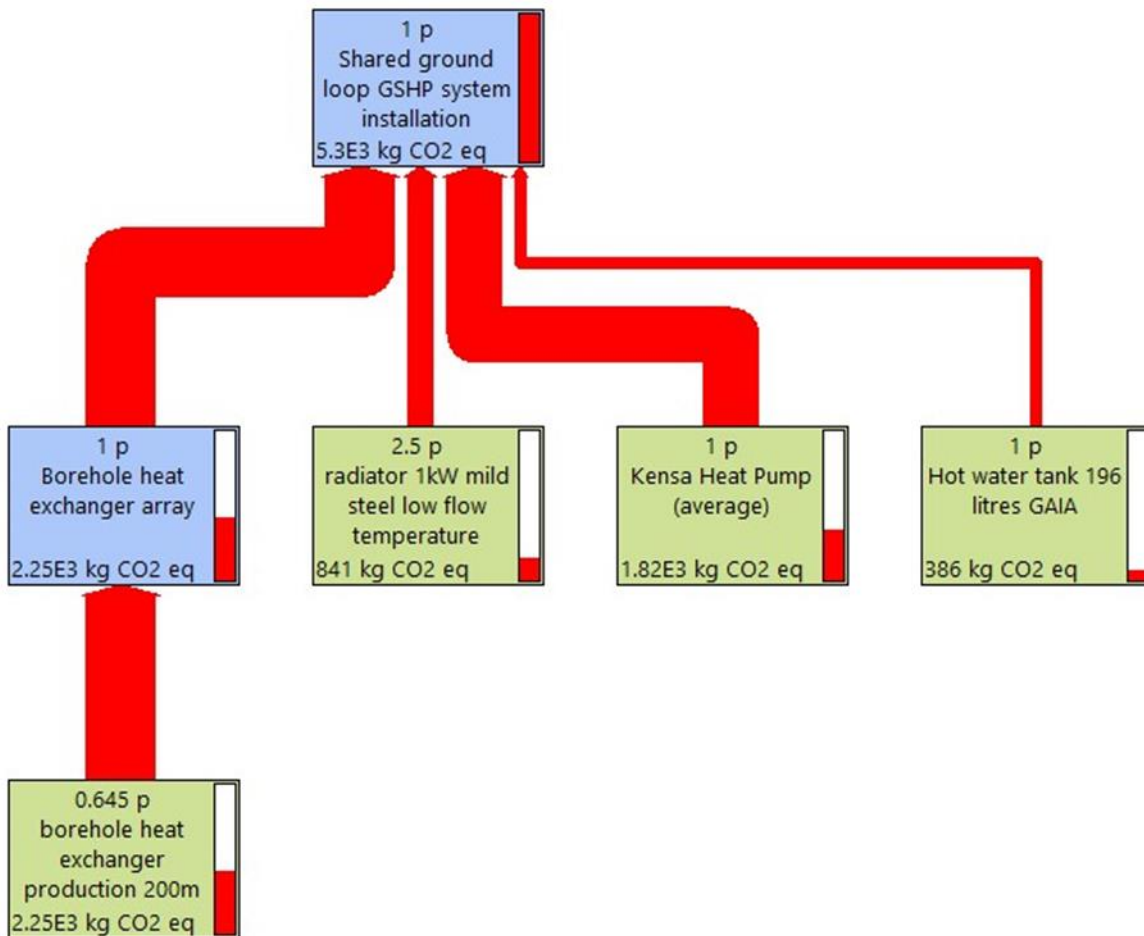 1 p
Shared ground
loop GSHP system
installation
5.3E3 kg CO2 eq
1 p
Borehole heat
exchanger array
2.25E3 kg CO2 eq
2.5 p
radiator 1kW mild
steel low flow
temperature
841 kg CO2 eq
1 p
Kensa Heat Pump
(average)
1.82E3 kg CO2 eq
1 p
Hot water tank 196
litres GAIA
386 kg CO2 eq
0.645 p
borehole heat
exchanger
production 200m
2.25E3 kg CO2 eq